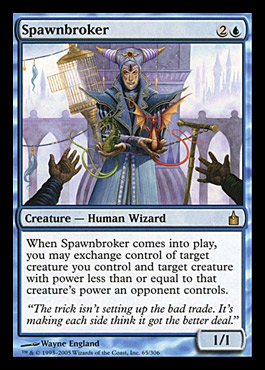 Spawnbroker 2
Creature — Human Wizard
When Spawnbroker comes into play,
you may exchange control of target
creature you control and target creature
with power less than or equal to that
creature's power an opponent controls.
"The trick isn't setting up the bad trade. It's
making each side think it got the better deal."
Wayne England
™ & © 1993–2005 Wizards of the Coast, Inc. 65/306
1/1